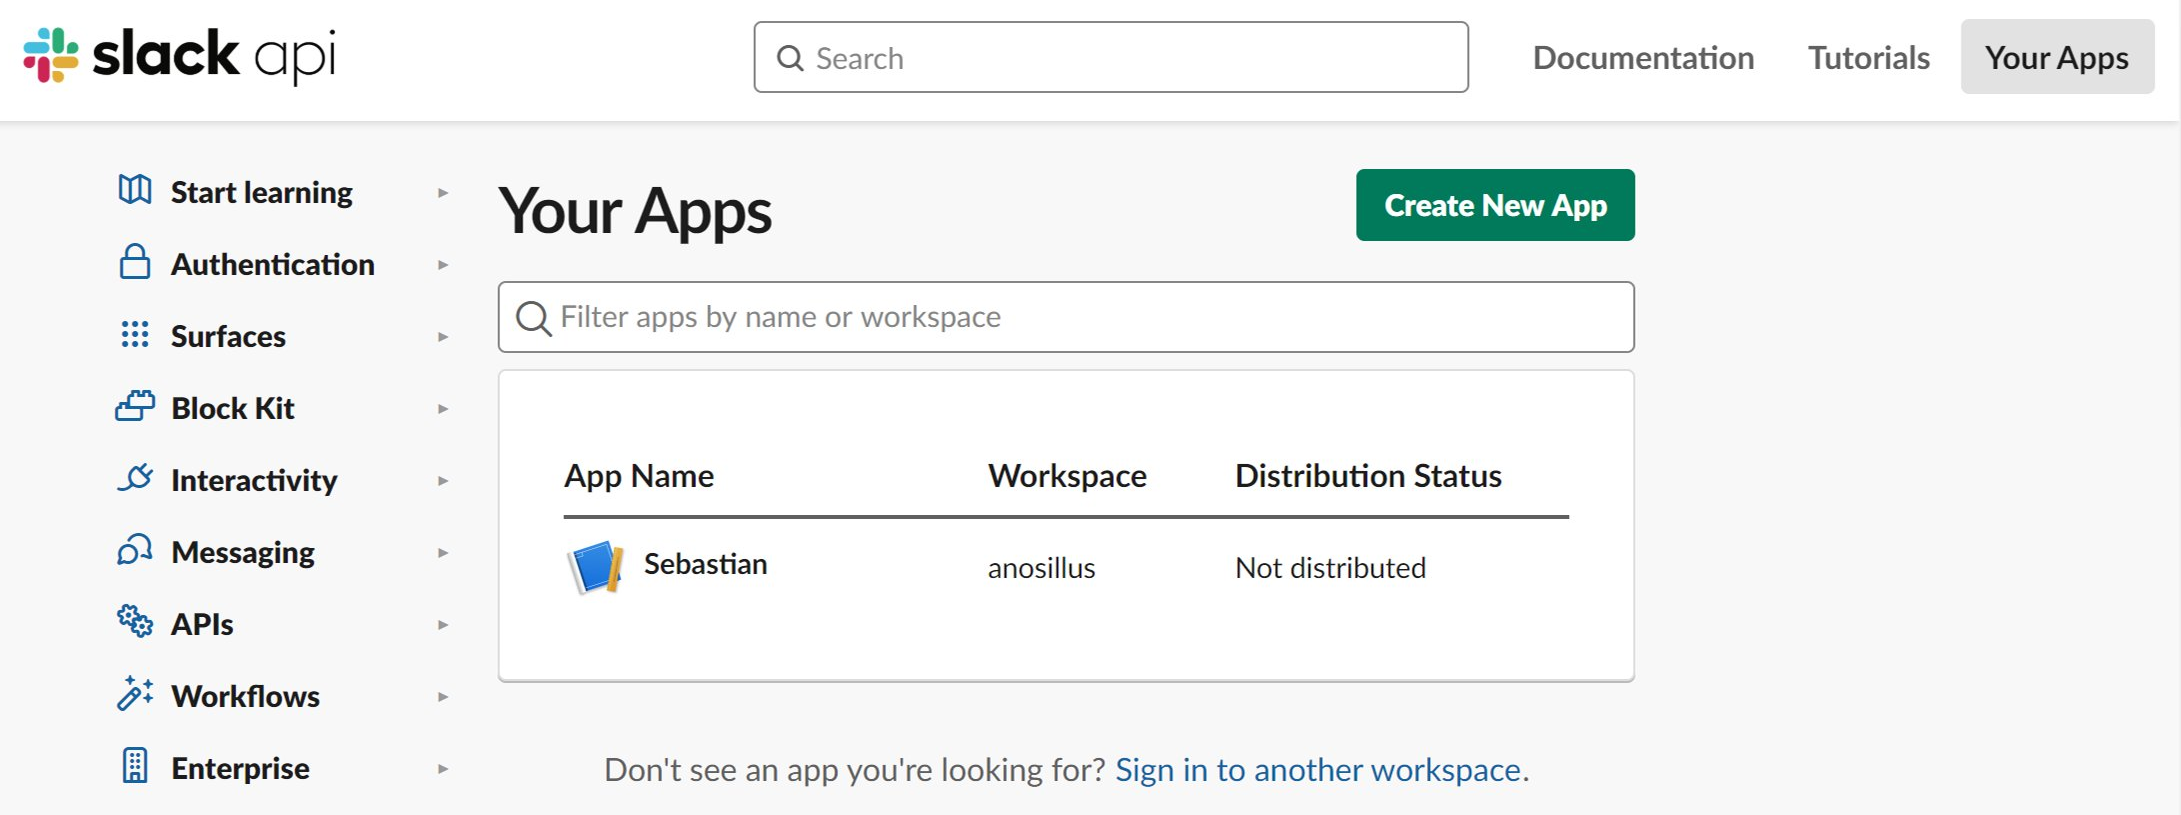 slack api
Search
Documentation
Tutorials
Your Apps
Start learning
Authentication
Surfaces
Block Kit
Interactivity
Messaging
APIs
Workflows
Enterprise
Your Apps
Create New App
Filter apps by name or workspace
App Name Workspace Distribution Status
Sebastian anosillus Not distributed
Don't see an app you're looking for? Sign in to another workspace.